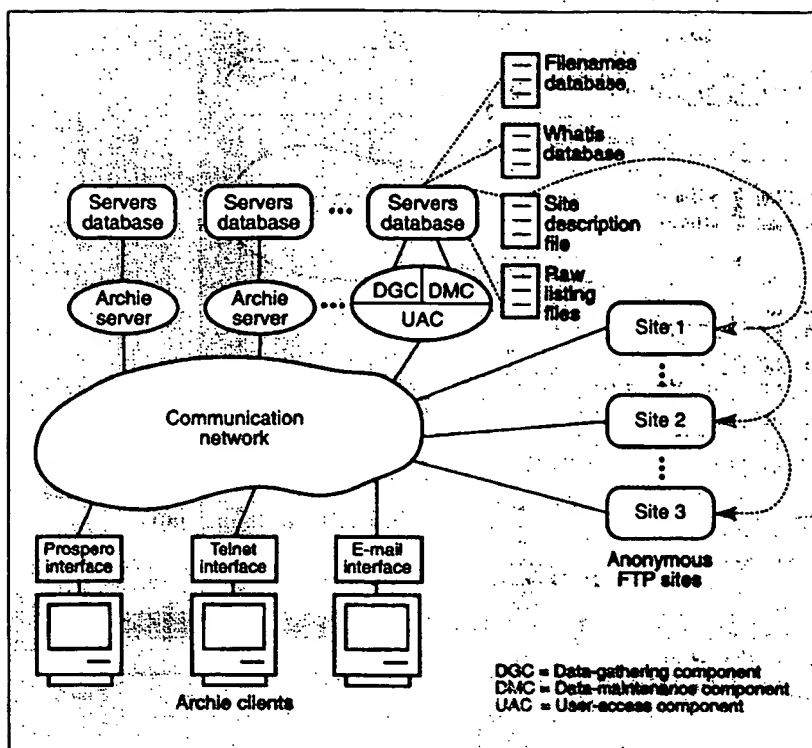 Filenames
database
Whatis
database
Servers
database
Servers
database
•••
Servers
database
Site
description
file
Archie
server
Archie
server
•••
DGC
DMC
UAC
Raw
listing
files
Site 1
Communication
network
Site 2
Site 3
Prospero
interface
Telnet
interface
E-mail
interface
Anonymous
FTP sites
Archie clients
DGC = Data-gathering component
DMC = Data-maintenance component
UAC = User-access component